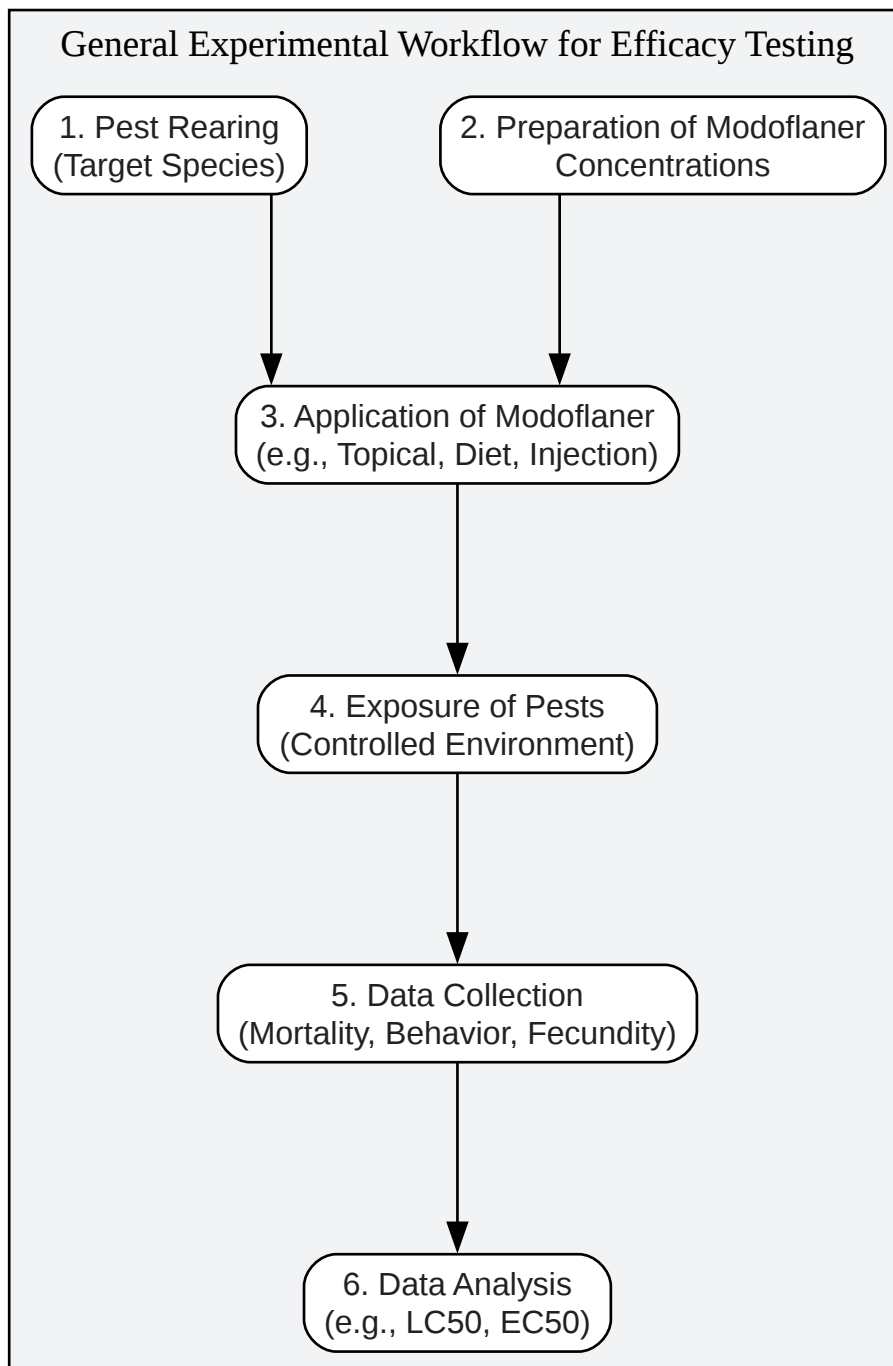 General Experimental Workflow for Efficacy Testing
1. Pest Rearing
(Target Species)
2. Preparation of Modoflaner
Concentrations
3. Application of Modoflaner
(e.g., Topical, Diet, Injection)
4. Exposure of Pests
(Controlled Environment)
5. Data Collection
(Mortality, Behavior, Fecundity)
6. Data Analysis
(e.g., LC50, EC50)